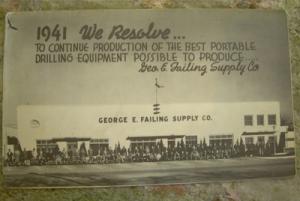 1941 We Resolve...
TO CONTINUE PRODUCTION OF THE BEST PORTABLE
DRILLING EQUIPMENT POSSIBLE TO PRODUCE....
Geo. E. Failing Supply Co
GEORGE E. FAILING SUPPLY CO.